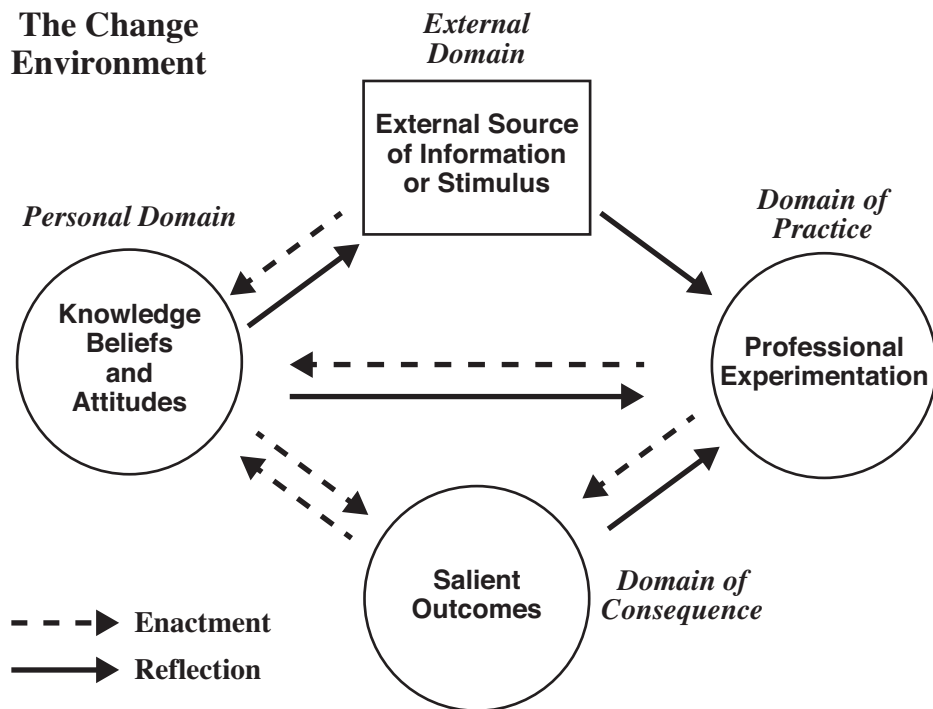 The Change
Environment
External
Domain
External Source
of Information
or Stimulus
Personal Domain
Domain of
Practice
Knowledge
Beliefs
and
Attitudes
Professional
Experimentation
Salient
Outcomes
Domain of
Consequence
Enactment
Reflection